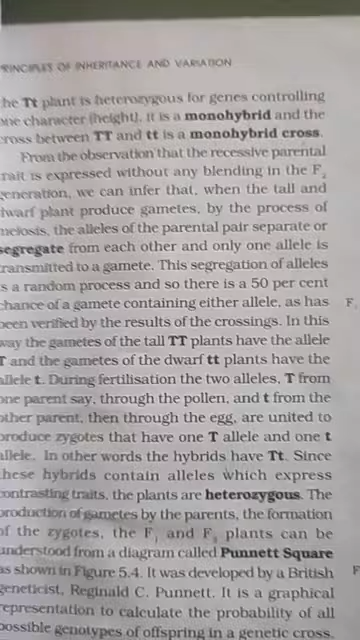 PRINCIPLES OF INHERITANCE AND VARIATION
the Tt plant is heterozygous for genes controlling
one character (height), it is a monohybrid and the
cross between TT and tt is a monohybrid cross.
From the observation that the recessive parental
trait is expressed without any blending in the F2
generation, we can infer that, when the tall and
dwarf plant produce gametes, by the process of
meiosis, the alleles of the parental pair separate or
segregate from each other and only one allele is
transmitted to a gamete. This segregation of alleles
is a random process and so there is a 50 per cent
chance of a gamete containing either allele, as has
been verified by the results of the crossings. In this
way the gametes of the tall TT plants have the allele
T and the gametes of the dwarf tt plants have the
allele t. During fertilisation the two alleles, T from
one parent say, through the pollen, and t from the
other parent, then through the egg, are united to
produce zygotes that have one T allele and one t
allele. In other words the hybrids have Tt. Since
these hybrids contain alleles which express
contrasting traits, the plants are heterozygous. The
production of gametes by the parents, the formation
of the zygotes, the F1 and F2 plants can be
understood from a diagram called Punnett Square
as shown in Figure 5.4. It was developed by a British
geneticist, Reginald C. Punnett. It is a graphical
representation to calculate the probability of all
possible genotypes of offspring in a genetic cross.